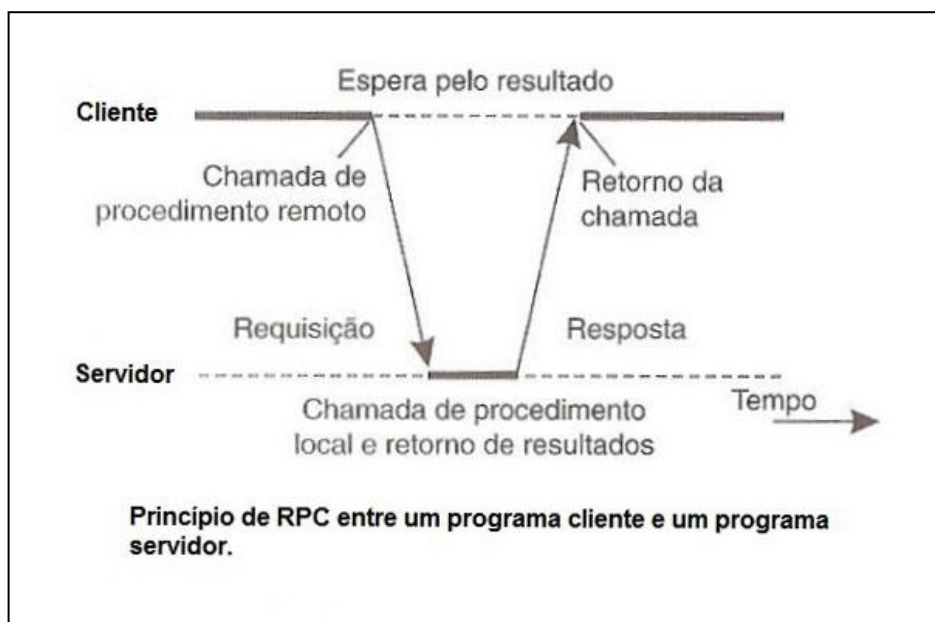 Espera pelo resultado
Cliente
Chamada de
procedimento remoto
Retorno da
chamada
Requisição
Resposta
Servidor
Chamada de procedimento
local e retorno de resultados
Tempo
Princípio de RPC entre um programa cliente e um programa
servidor.